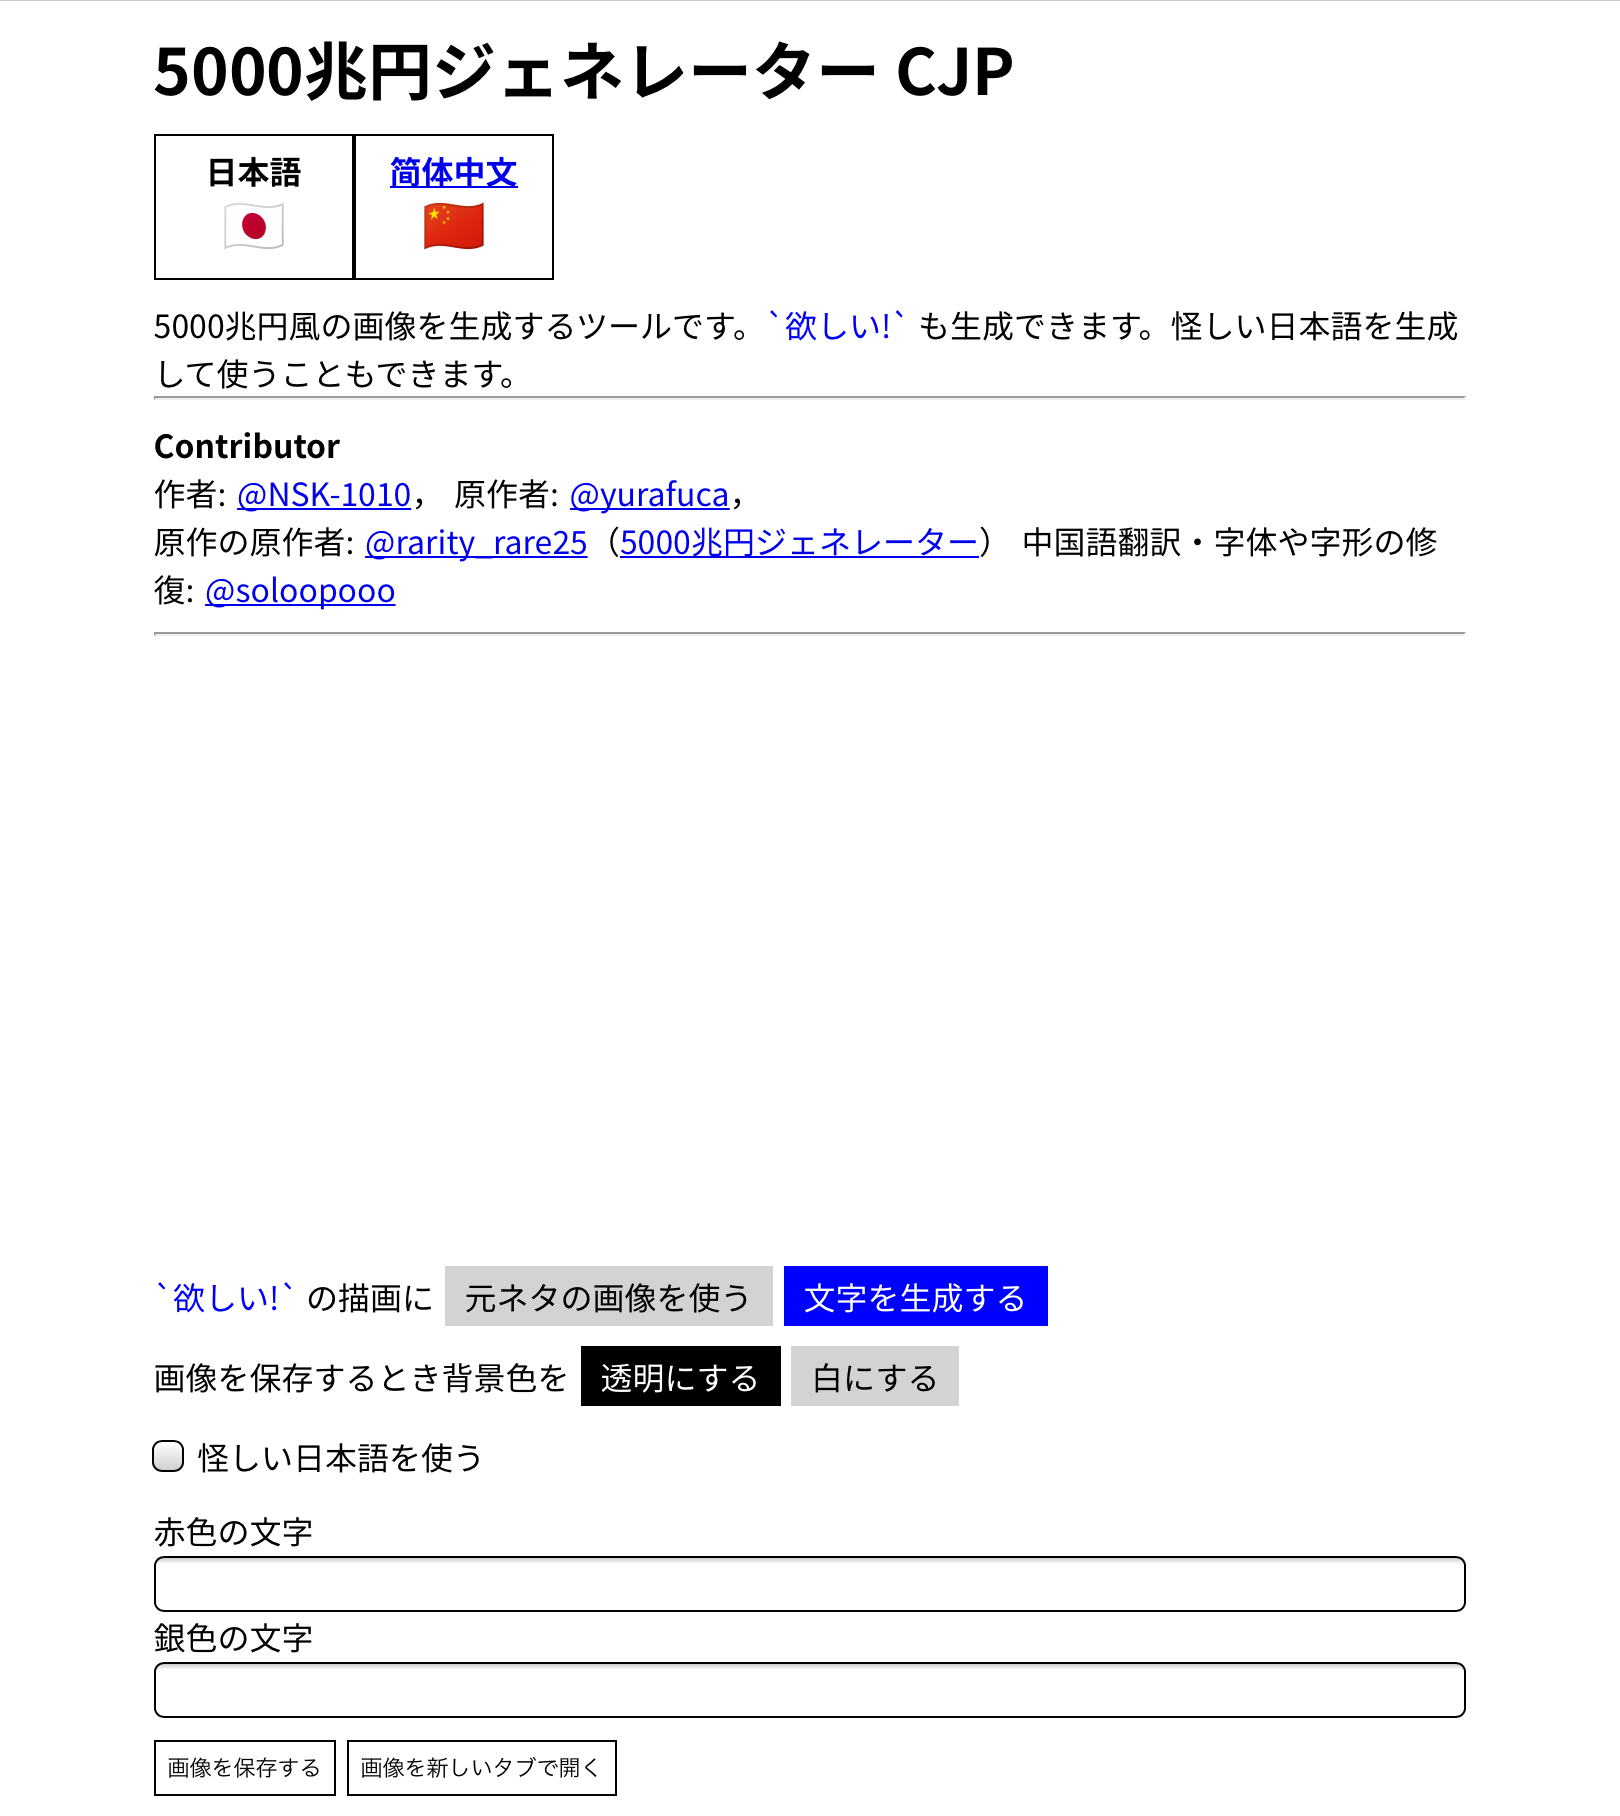 5000兆円ジェネレーター CJP
日本語
简体中文
5000兆円風の画像を生成するツールです。`欲しい!` も生成できます。怪しい日本語を生成
して使うこともできます。
Contributor
作者: @NSK-1010， 原作者: @yurafuca，
原作の原作者: @rarity_rare25（5000兆円ジェネレーター） 中国語翻訳・字体や字形の修
復: @soloopooo
`欲しい!` の描画に 元ネタの画像を使う 文字を生成する
画像を保存するとき背景色を 透明にする 白にする
怪しい日本語を使う
赤色の文字
銀色の文字
画像を保存する 画像を新しいタブで開く